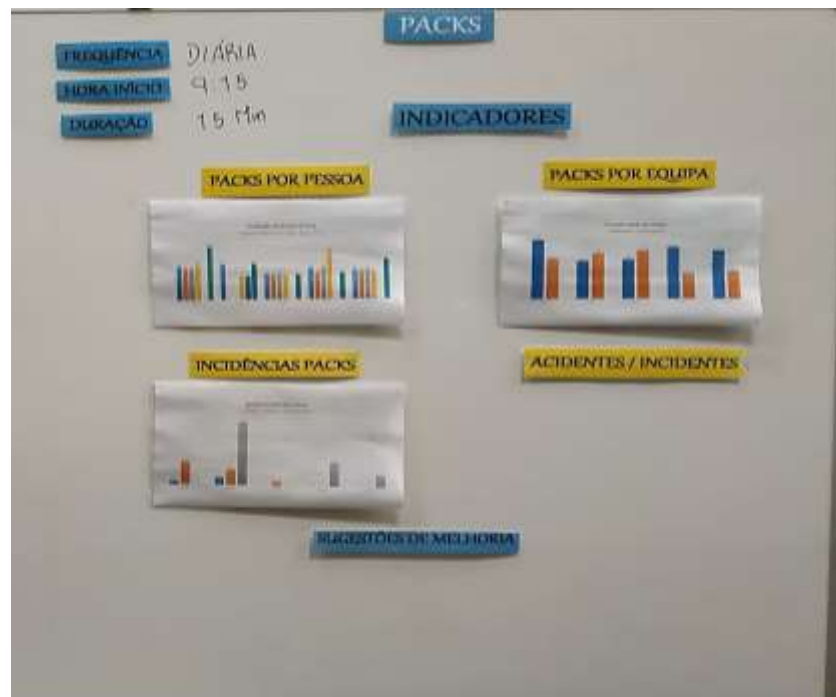 PACKS
FREQUÊNCIA DIÁRIA
HORA INÍCIO 9:15
DURAÇÃO 15 Min
INDICADORES
PACKS POR PESSOA
PACKS POR EQUIPA
INCIDÊNCIAS PACKS
ACIDENTES / INCIDENTES
SUGESTÕES DE MELHORIA